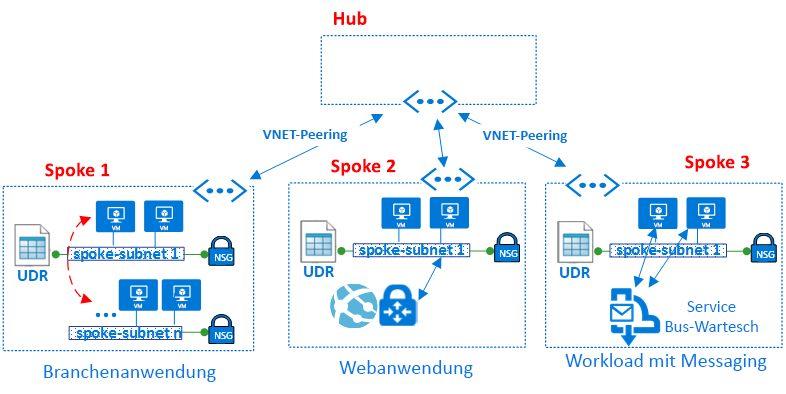 Hub
VNET-Peering
VNET-Peering
Spoke 1
Spoke 2
Spoke 3
VM
VM
UDR
spoke-subnet 1
NSG
VM
VM
...
spoke-subnet n
NSG
Branchenanwendung
VM
VM
UDR
spoke-subnet 1
NSG
Webanwendung
VM
VM
UDR
spoke-subnet 1
NSG
Service
Bus-Wartesch
Workload mit Messaging